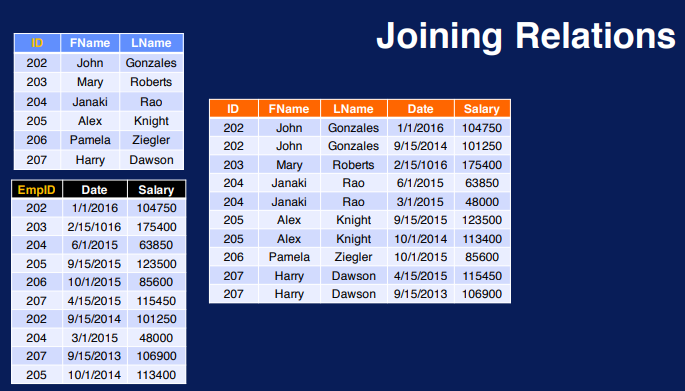 Joining Relations
ID FName LName
202 John Gonzales
203 Mary Roberts
204 Janaki Rao
205 Alex Knight
206 Pamela Ziegler
207 Harry Dawson
EmpID Date Salary
202 1/1/2016 104750
203 2/15/1016 175400
204 6/1/2015 63850
205 9/15/2015 123500
206 10/1/2015 85600
207 4/15/2015 115450
202 9/15/2014 101250
204 3/1/2015 48000
207 9/15/2013 106900
205 10/1/2014 113400
ID FName LName Date Salary
202 John Gonzales 1/1/2016 104750
202 John Gonzales 9/15/2014 101250
203 Mary Roberts 2/15/1016 175400
204 Janaki Rao 6/1/2015 63850
204 Janaki Rao 3/1/2015 48000
205 Alex Knight 9/15/2015 123500
205 Alex Knight 10/1/2014 113400
206 Pamela Ziegler 10/1/2015 85600
207 Harry Dawson 4/15/2015 115450
207 Harry Dawson 9/15/2013 106900